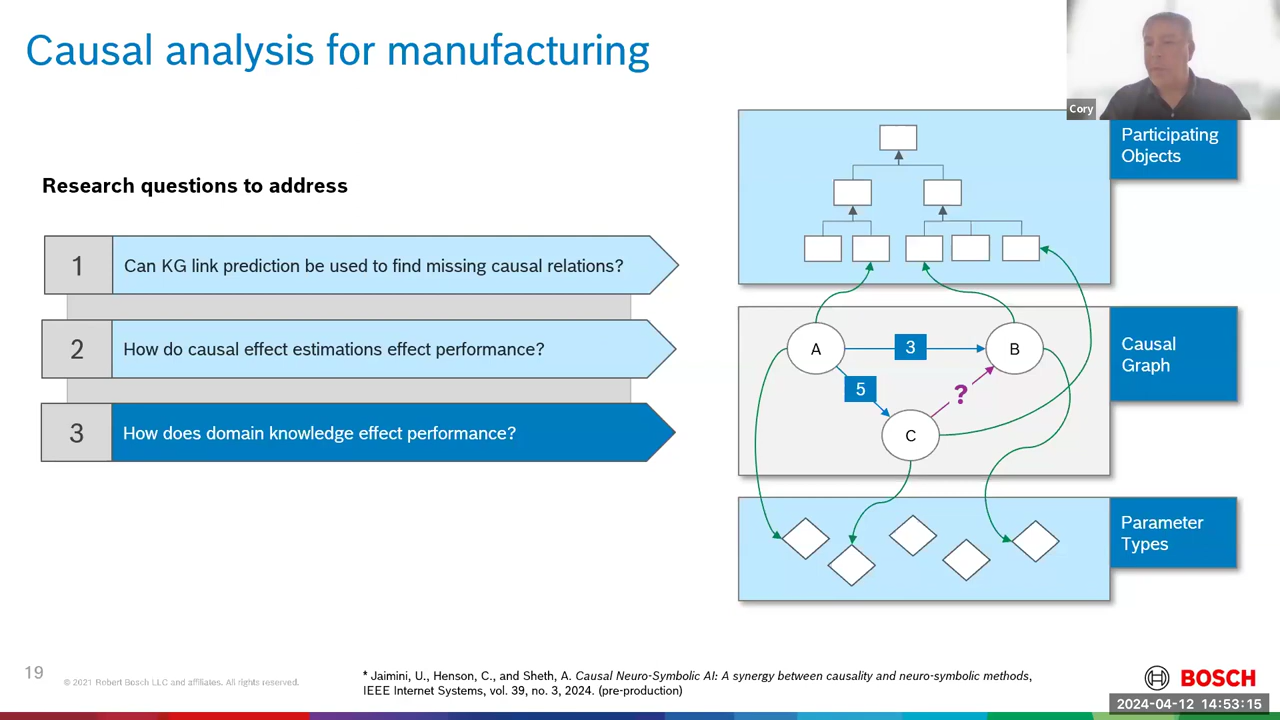 Causal analysis for manufacturing
Cory
Research questions to address
1
Can KG link prediction be used to find missing causal relations?
2
How do causal effect estimations effect performance?
3
How does domain knowledge effect performance?
Participating
Objects
A
3
B
5
?
C
Causal
Graph
Parameter
Types
19
© 2021 Robert Bosch LLC and affiliates. All rights reserved.
* Jaimini, U., Henson, C., and Sheth, A. Causal Neuro-Symbolic AI: A synergy between causality and neuro-symbolic methods,
IEEE Internet Systems, vol. 39, no. 3, 2024. (pre-production)
BOSCH
2024-04-12 14:53:15